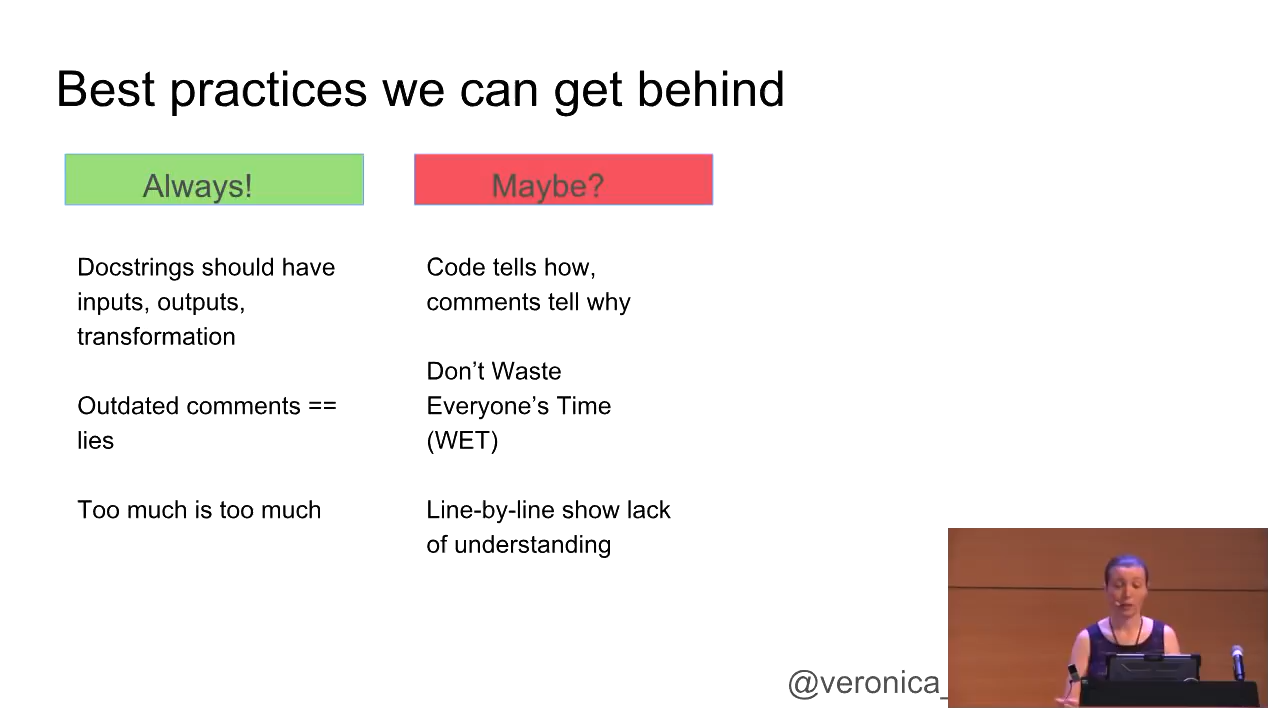 Best practices we can get behind
Always!
Docstrings should have
inputs, outputs,
transformation
Outdated comments ==
lies
Too much is too much
Maybe?
Code tells how,
comments tell why
Don’t Waste
Everyone’s Time
(WET)
Line-by-line show lack
of understanding
@veronica_